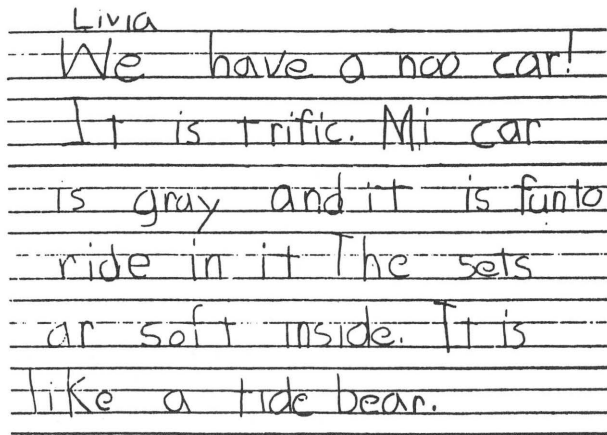 Livia
We have a noo car!
It is trific. Mi car
is gray and it is funto
ride in it The sets
ar soft inside. It is
like a tide bear.